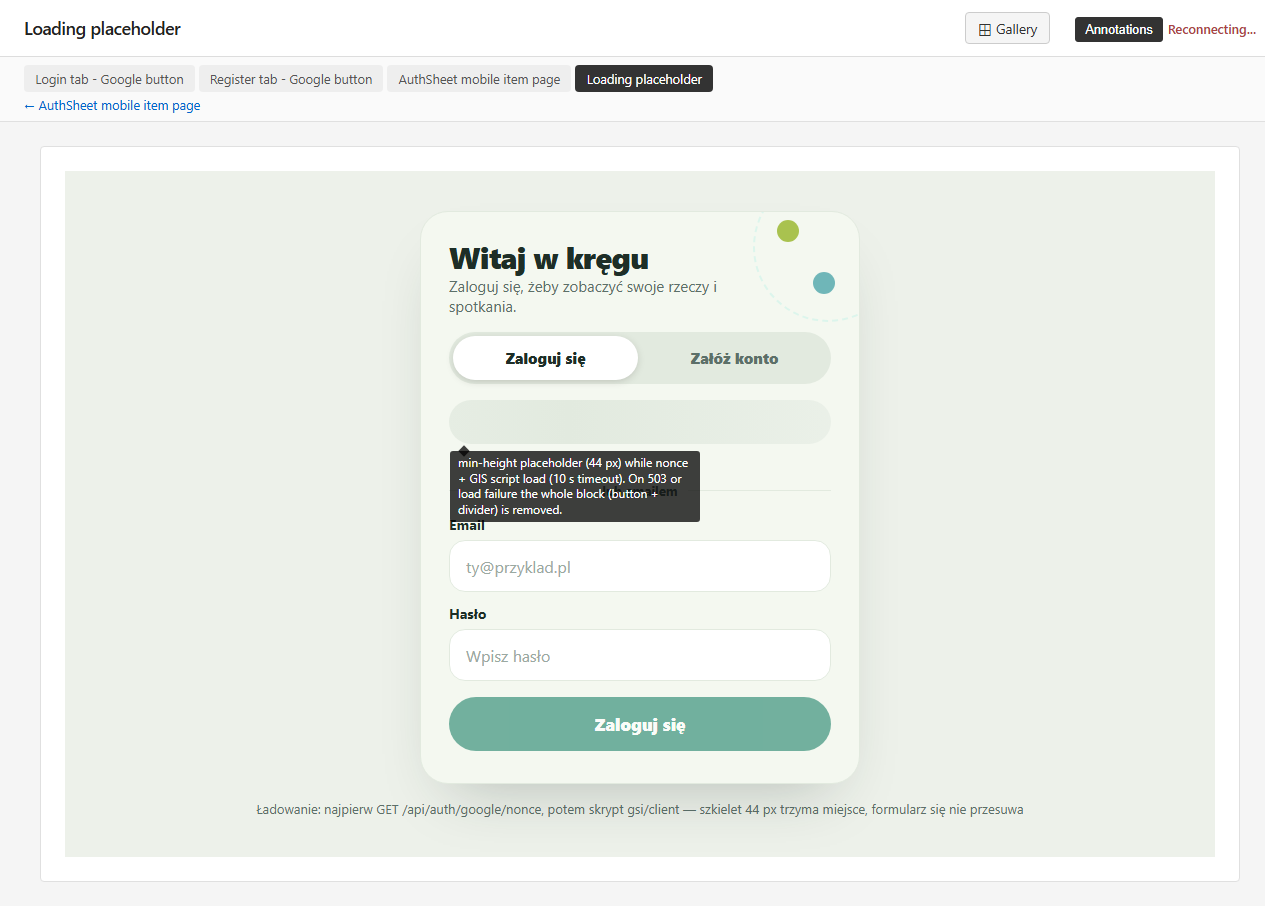 Loading placeholder
Gallery
Annotations
Reconnecting...
Login tab - Google button
Register tab - Google button
AuthSheet mobile item page
Loading placeholder
← AuthSheet mobile item page
Witaj w kręgu
Zaloguj się, żeby zobaczyć swoje rzeczy i
spotkania.
Zaloguj się
Załóż konto
min-height placeholder (44 px) while nonce
+ GIS script load (10 s timeout). On 503 or
load failure the whole block (button +
divider) is removed.
Email
ty@przyklad.pl
Hasło
Wpisz hasło
Zaloguj się
Ładowanie: najpierw GET /api/auth/google/nonce, potem skrypt gsi/client — szkielet 44 px trzyma miejsce, formularz się nie przesuwa